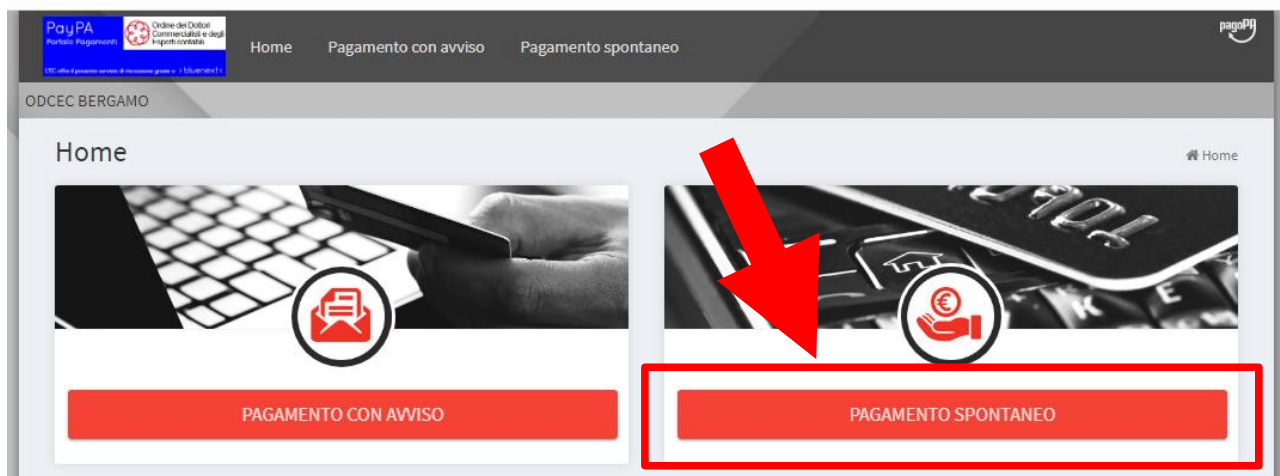 PayPA
Portale Pagamenti
Ordine dei Dottori
Commercialisti e degli
Esperti contabili
bluenext
Home
Pagamento con avviso
Pagamento spontaneo
pagoPA
ODCEC BERGAMO
Home
Home
PAGAMENTO CON AVVISO
PAGAMENTO SPONTANEO